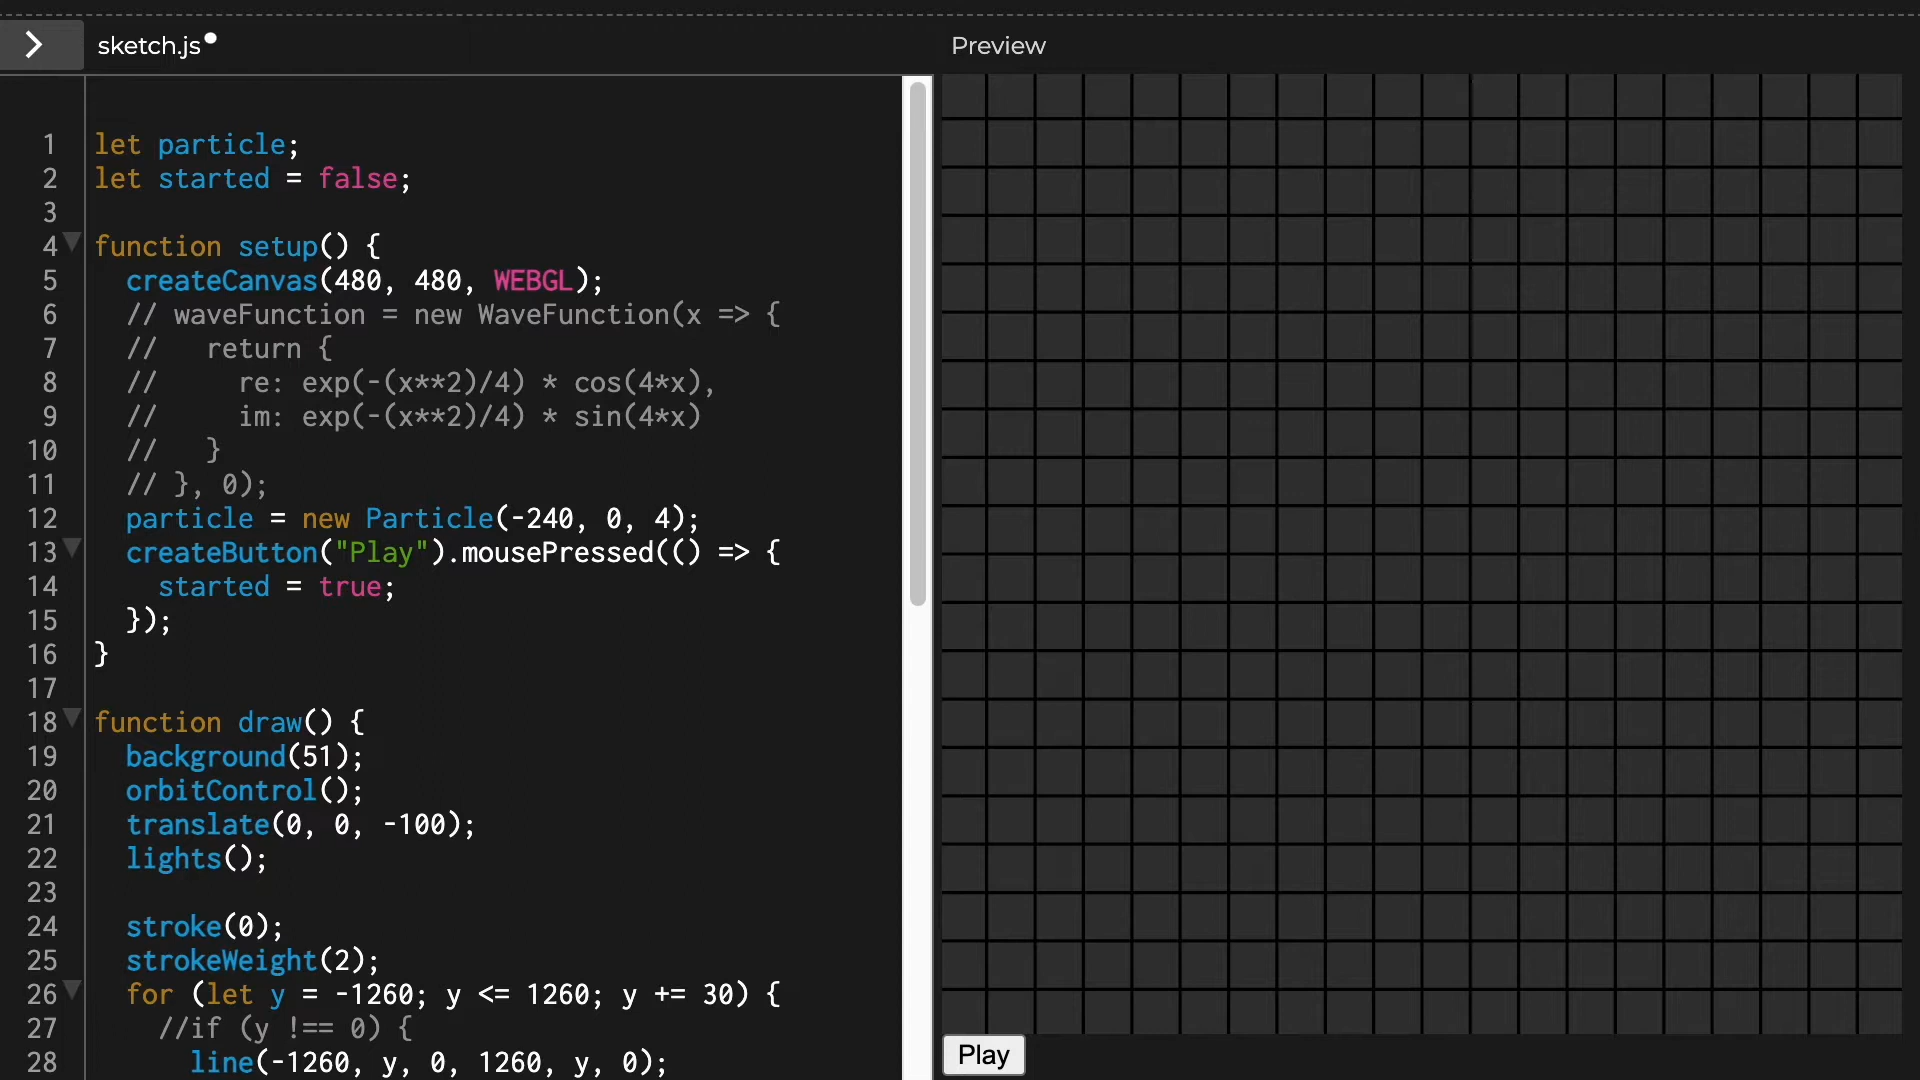 sketch.js
Preview
1 let particle;
2 let started = false;
3
4 function setup() {
5 createCanvas(480, 480, WEBGL);
6 // waveFunction = new WaveFunction(x => {
7 //   return {
8 //     re: exp(-(x**2)/4) * cos(4*x),
9 //     im: exp(-(x**2)/4) * sin(4*x)
10 //   }
11 // }, 0);
12 particle = new Particle(-240, 0, 4);
13 createButton("Play").mousePressed(() => {
14 started = true;
15 });
16 }
17
18 function draw() {
19 background(51);
20 orbitControl();
21 translate(0, 0, -100);
22 lights();
23
24 stroke(0);
25 strokeWeight(2);
26 for (let y = -1260; y <= 1260; y += 30) {
27 //if (y !== 0) {
28 line(-1260, y, 0, 1260, y, 0);
Play